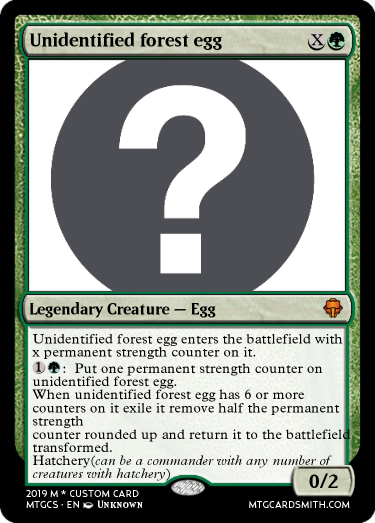 Unidentified forest egg X
?
Legendary Creature — Egg
Unidentified forest egg enters the battlefield with
x permanent strength counter on it.
1 : Put one permanent strength counter on
unidentified forest egg.
When unidentified forest egg has 6 or more
counters on it exile it remove half the permanent
strength
counter rounded up and return it to the battlefield
transformed.
Hatchery(can be a commander with any number of
creatures with hatchery)
0/2
2019 M * CUSTOM CARD
MTGCS · EN Unknown
MTGCARDSMITH.COM